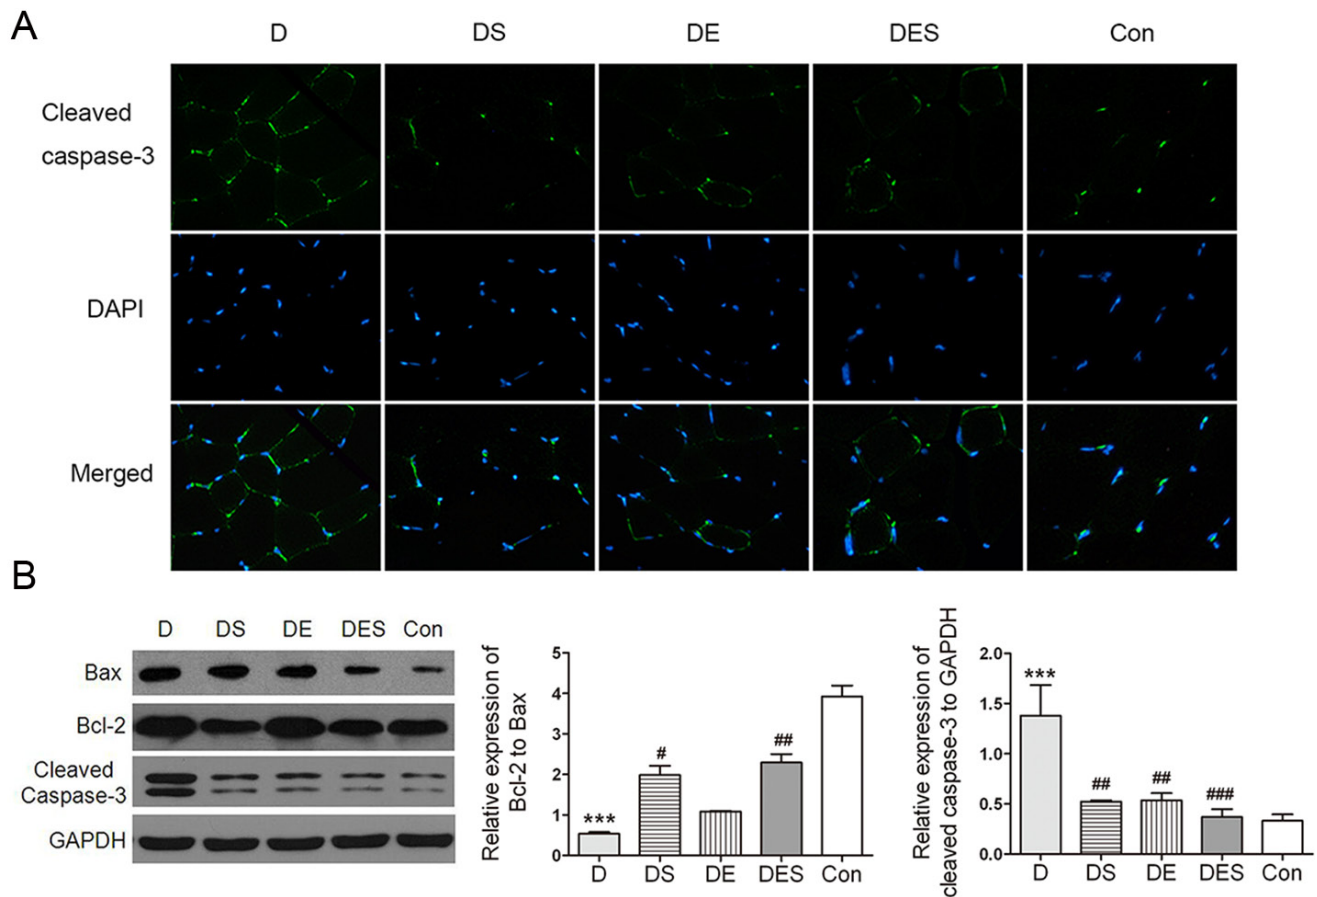 A
D DS DE DES Con
Cleaved
caspase-3
DAPI
Merged
B
D DS DE DES Con
Bax
Bcl-2
Cleaved
Caspase-3
GAPDH
Relative expression of
Bcl-2 to Bax
5
4
3
2
1
0
***
#
##
D DS DE DES Con
Relative expression of
cleaved caspase-3 to GAPDH
2.0
1.5
1.0
0.5
0.0
***
##
##
###
D DS DE DES Con